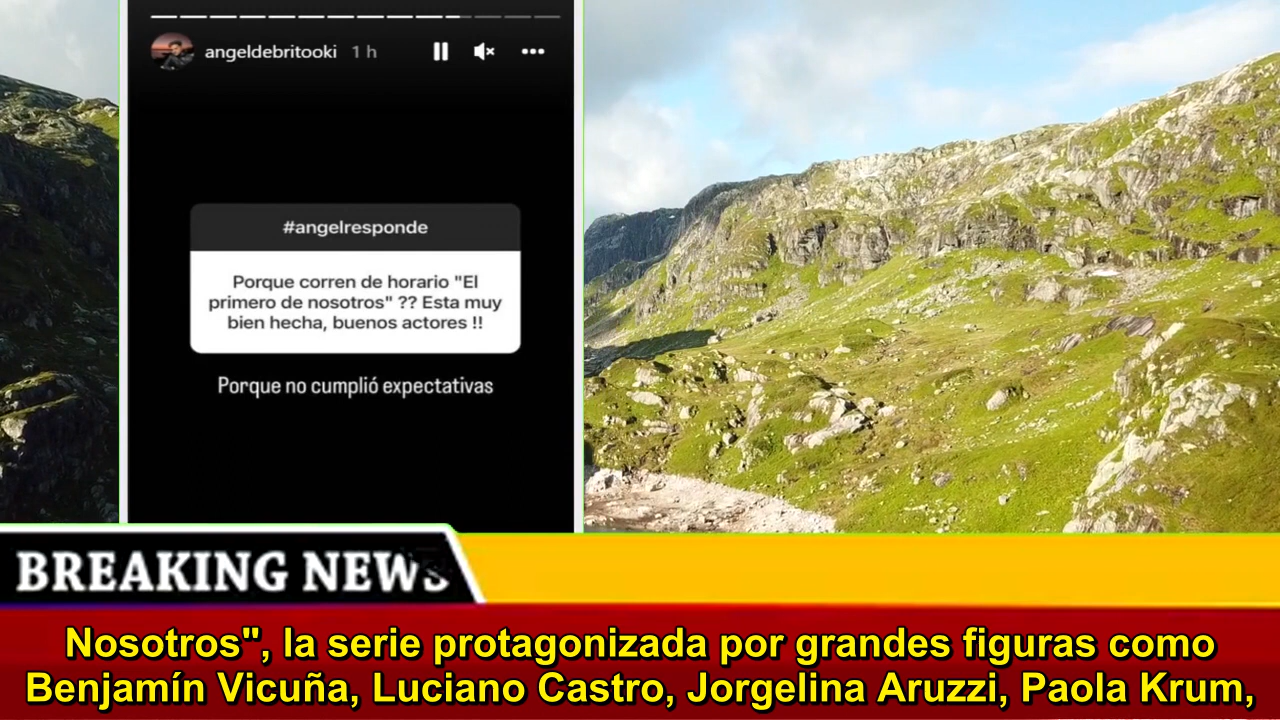 angeldebritooki 1 h
#angelresponde
Porque corren de horario "El
primero de nosotros" ?? Esta muy
bien hecha, buenos actores !!
Porque no cumplió expectativas
BREAKING NEWS
Nosotros", la serie protagonizada por grandes figuras como
Benjamín Vicuña, Luciano Castro, Jorgelina Aruzzi, Paola Krum,